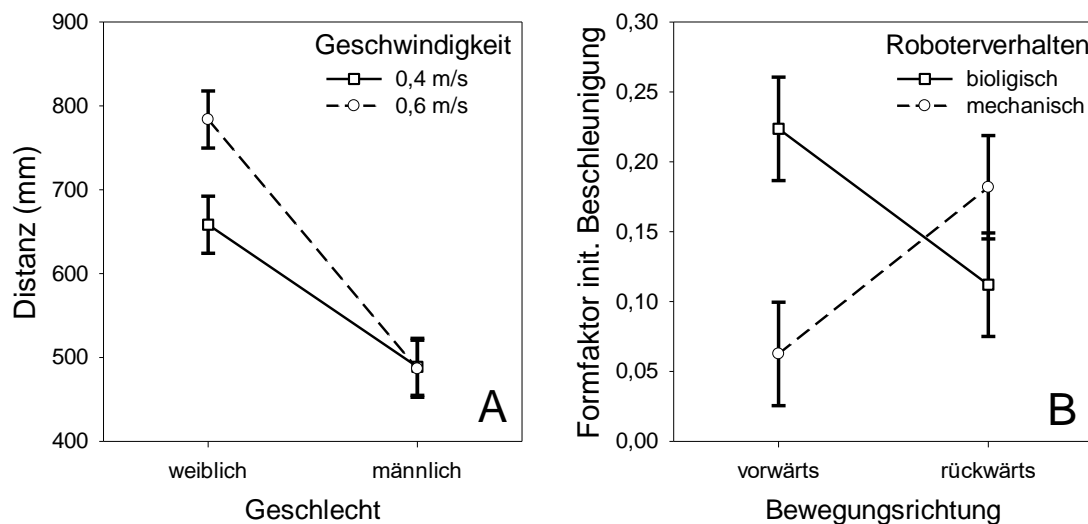 900
800
700
600
500
400
Distanz (mm)
Geschwindigkeit
0,4 m/s
0,6 m/s
A
weiblich
männlich
Geschlecht
0,30
0,25
0,20
0,15
0,10
0,05
0,00
Formfaktor init. Beschleunigung
Roboterverhalten
bioligisch
mechanisch
B
vorwärts
rückwärts
Bewegungsrichtung